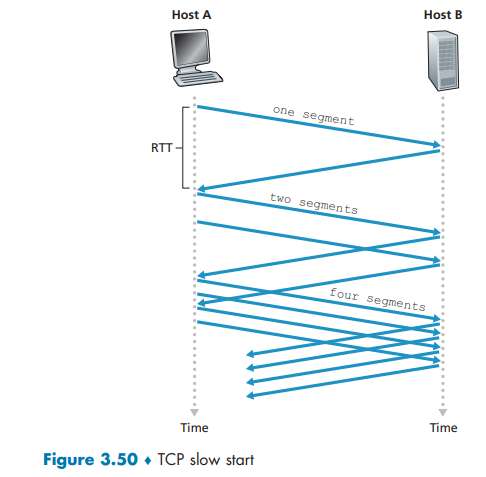 Host A
Host B
one segment
RTT
two segments
four segments
Time
Time
Figure 3.50 ♦ TCP slow start